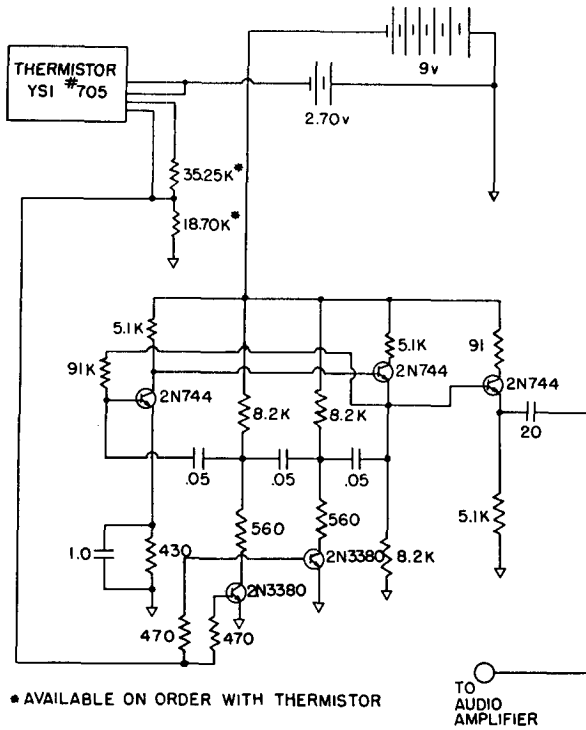 9v
THERMISTOR
YSI #705
2.70v
35.25K*
18.70K*
5.1K
5.1K
91
91K
2N744
2N744
2N744
8.2K
8.2K
20
.05
.05
.05
560
560
5.1K
1.0
430
2N3380
8.2K
2N3380
470
470
* AVAILABLE ON ORDER WITH THERMISTOR
TO
AUDIO
AMPLIFIER